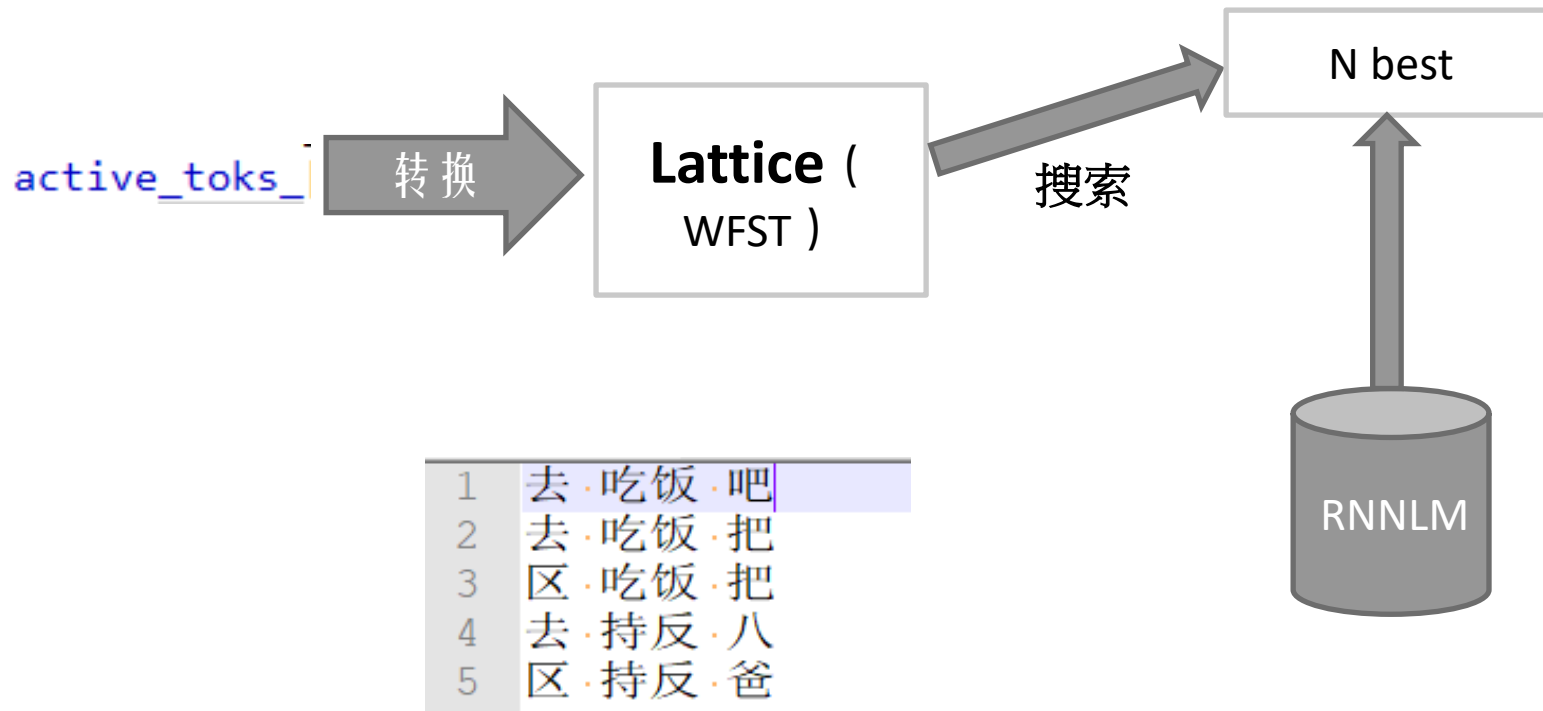 active_toks_
转换
Lattice（
WFST）
搜索
N best
RNNLM
1 去 吃饭 吧
2 去 吃饭 把
3 区 吃饭 把
4 去 持反 八
5 区 持反 爸